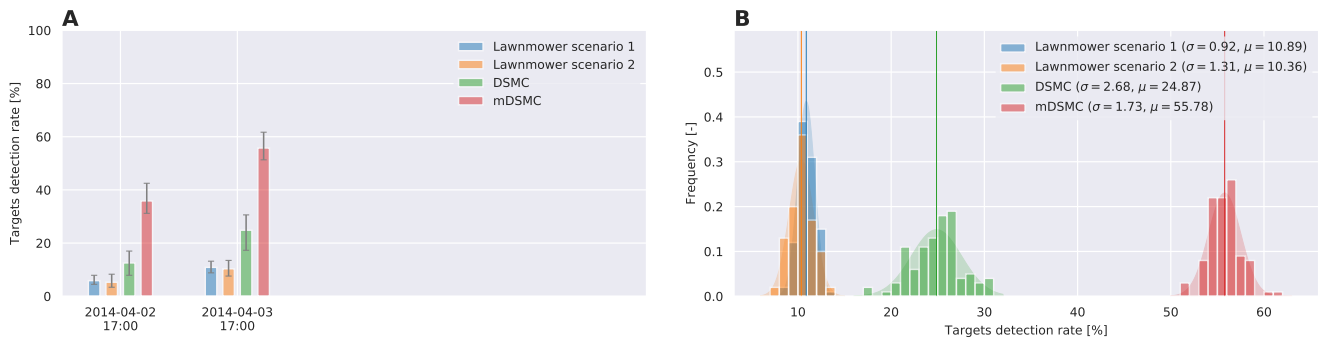 A
Targets detection rate [%]
100
80
60
40
20
0
Lawnmower scenario 1
Lawnmower scenario 2
DSMC
mDSMC
2014-04-02
17:00
2014-04-03
17:00
B
Frequency [-]
0.5
0.4
0.3
0.2
0.1
0.0
Lawnmower scenario 1 (σ = 0.92, μ = 10.89)
Lawnmower scenario 2 (σ = 1.31, μ = 10.36)
DSMC (σ = 2.68, μ = 24.87)
mDSMC (σ = 1.73, μ = 55.78)
10 20 30 40 50 60
Targets detection rate [%]